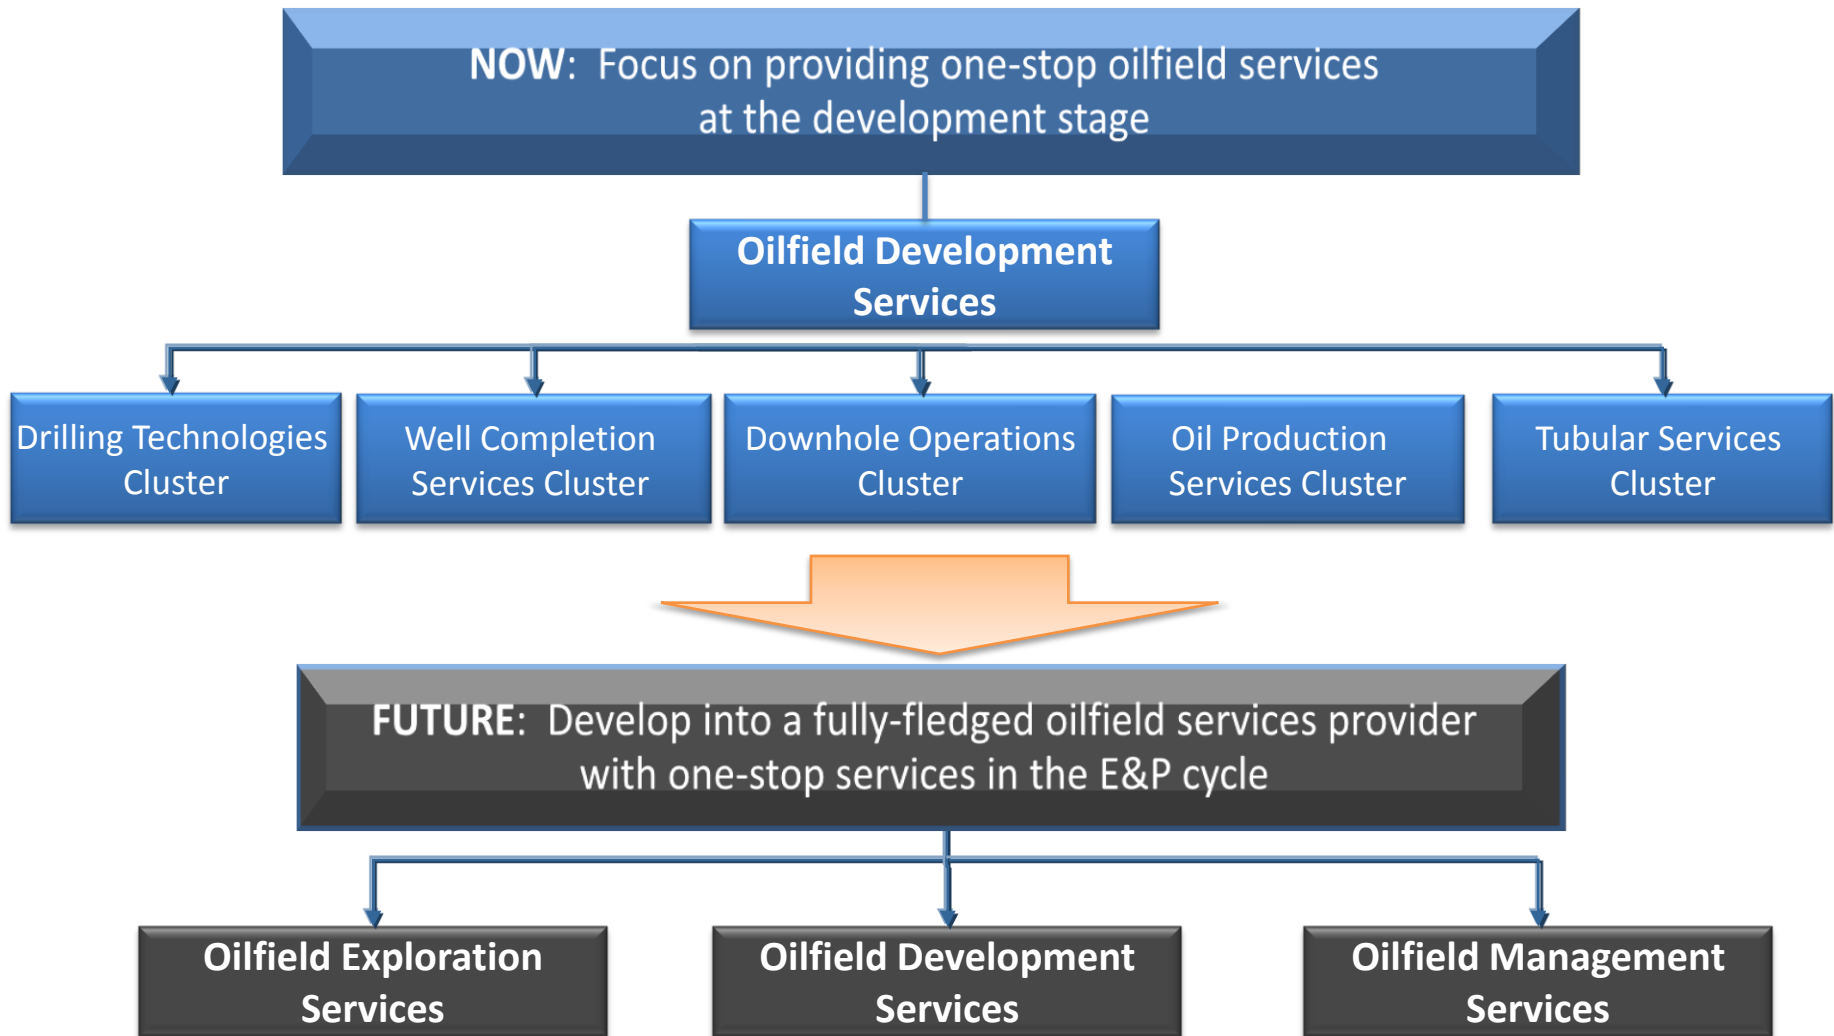 NOW: Focus on providing one-stop oilfield services
at the development stage
Oilfield Development
Services
Drilling Technologies
Cluster
Well Completion
Services Cluster
Downhole Operations
Cluster
Oil Production
Services Cluster
Tubular Services
Cluster
FUTURE: Develop into a fully-fledged oilfield services provider
with one-stop services in the E&P cycle
Oilfield Exploration
Services
Oilfield Development
Services
Oilfield Management
Services